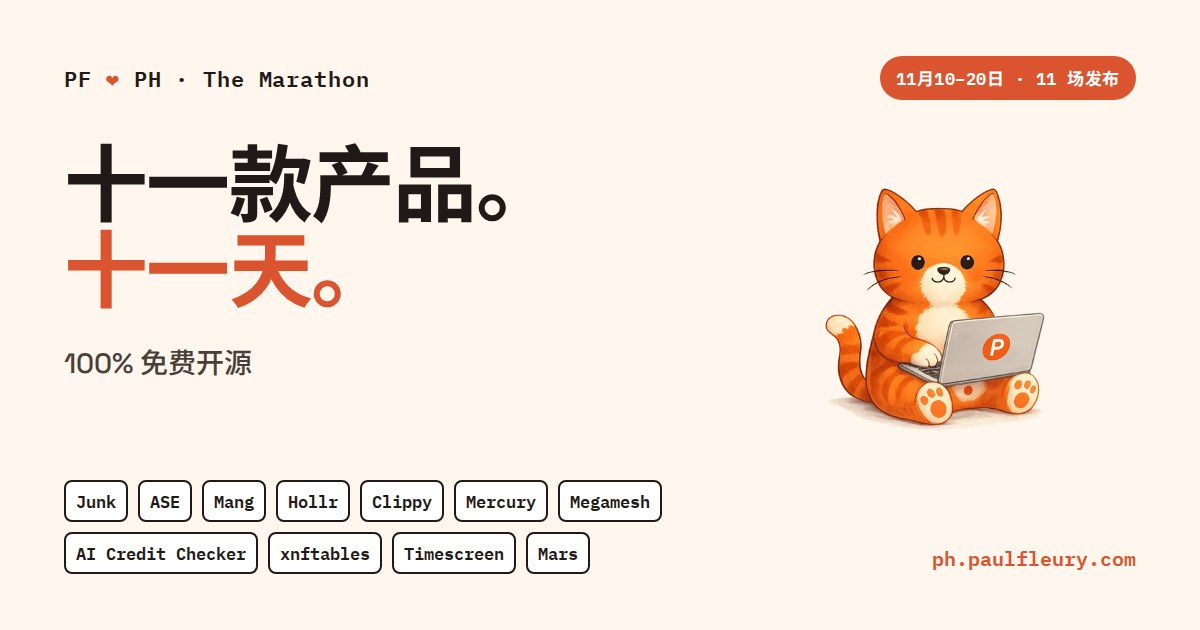 PF ❤ PH · The Marathon
11月10–20日 · 11 场发布
十一款产品。
十一天。
100% 免费开源
P
Junk ASE Mang Hollr Clippy Mercury Megamesh
AI Credit Checker xnftables Timescreen Mars
ph.paulfleury.com